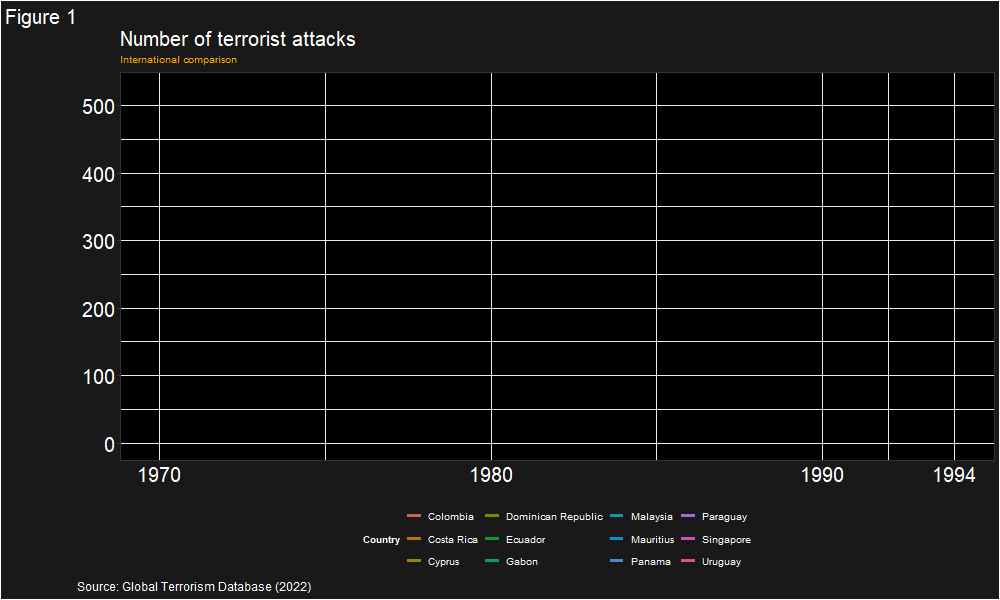 Figure 1
Number of terrorist attacks
International comparison
500
400
300
200
100
0
1970 1980 1990 1994
Colombia Dominican Republic Malaysia Paraguay
Country Costa Rica Ecuador Mauritius Singapore
Cyprus Gabon Panama Uruguay
Source: Global Terrorism Database (2022)